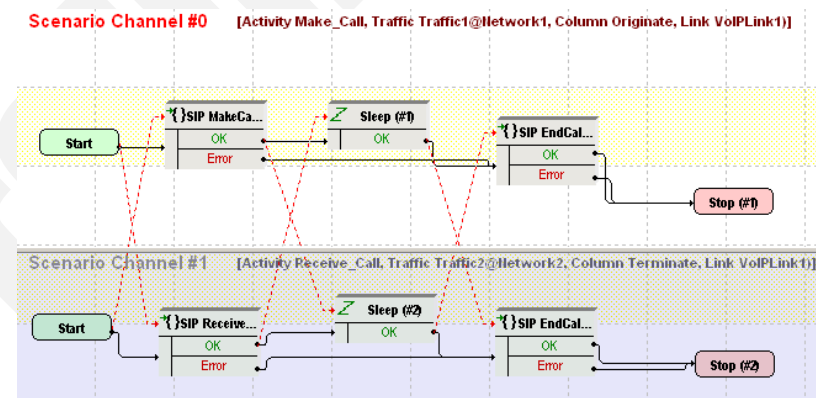 Scenario Channel #0 [Activity Make_Call, Traffic Traffic1@Network1, Column Originate, Link VoIPLink1)]
{}SIP MakeCa...
OK
Error
Z Sleep (#1)
OK
Start
{}SIP EndCal...
OK
Error
Stop (#1)
Scenario Channel #1 [Activity Receive_Call, Traffic Traffic2@Network2, Column Terminate, Link VoIPLink1)]
Start
{}SIP Receive...
OK
Error
Z Sleep (#2)
OK
{}SIP EndCal...
OK
Error
Stop (#2)